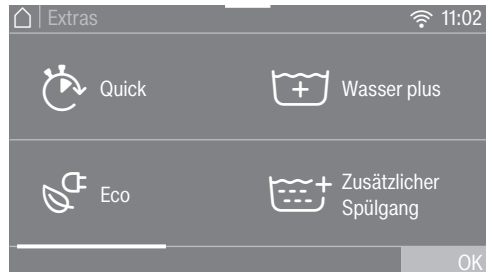 Extras
11:02
Quick
Wasser plus
Eco
Zusätzlicher
Spülgang
OK